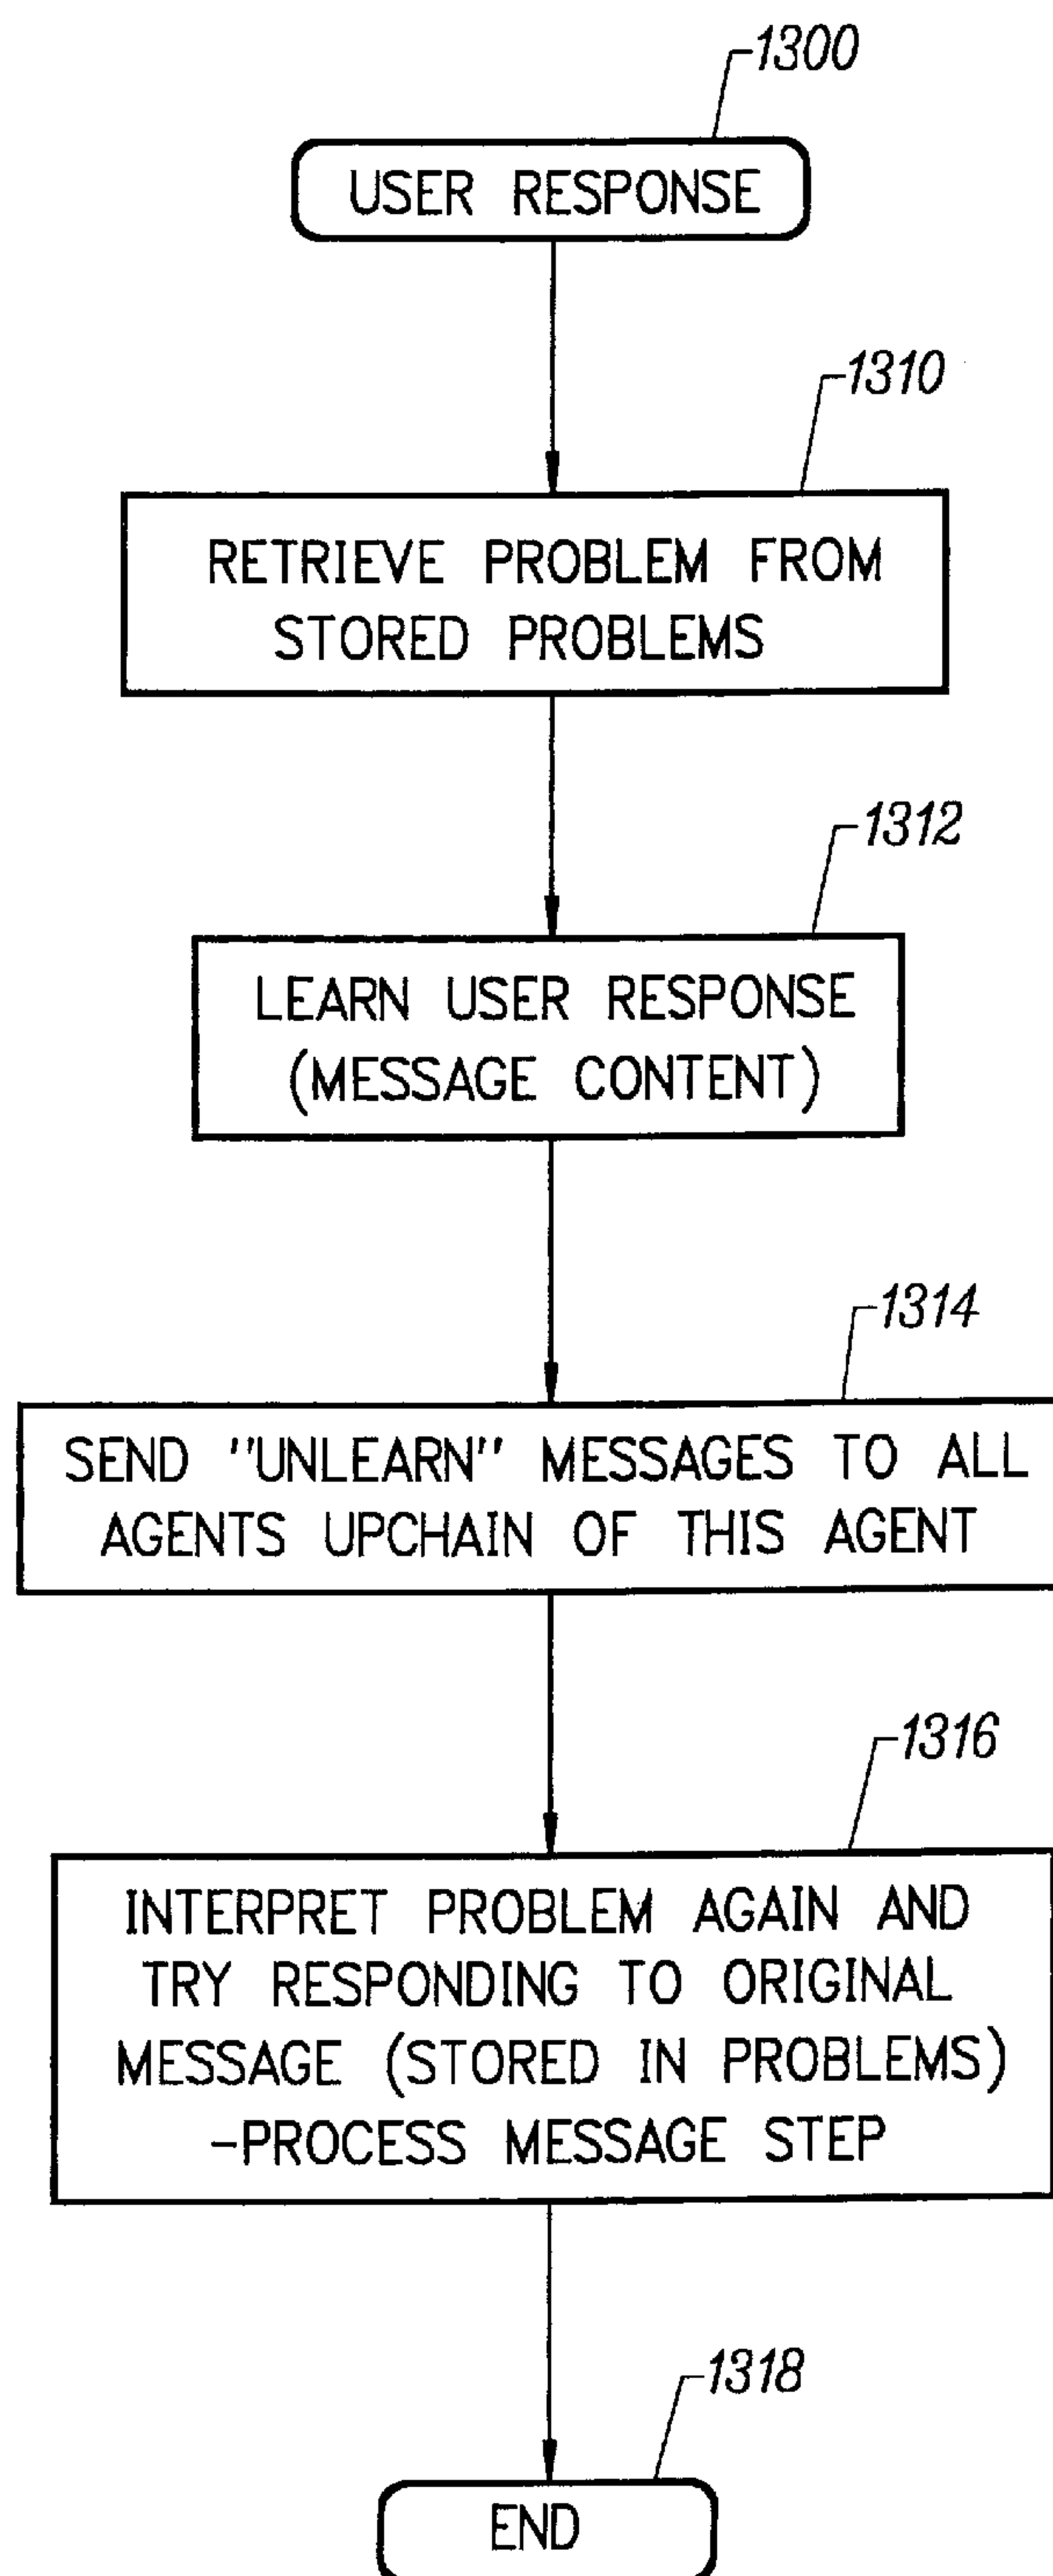 1300
USER RESPONSE
1310
RETRIEVE PROBLEM FROM
STORED PROBLEMS
1312
LEARN USER RESPONSE
(MESSAGE CONTENT)
1314
SEND "UNLEARN" MESSAGES TO ALL
AGENTS UPCHAIN OF THIS AGENT
1316
INTERPRET PROBLEM AGAIN AND
TRY RESPONDING TO ORIGINAL
MESSAGE (STORED IN PROBLEMS)
-PROCESS MESSAGE STEP
1318
END